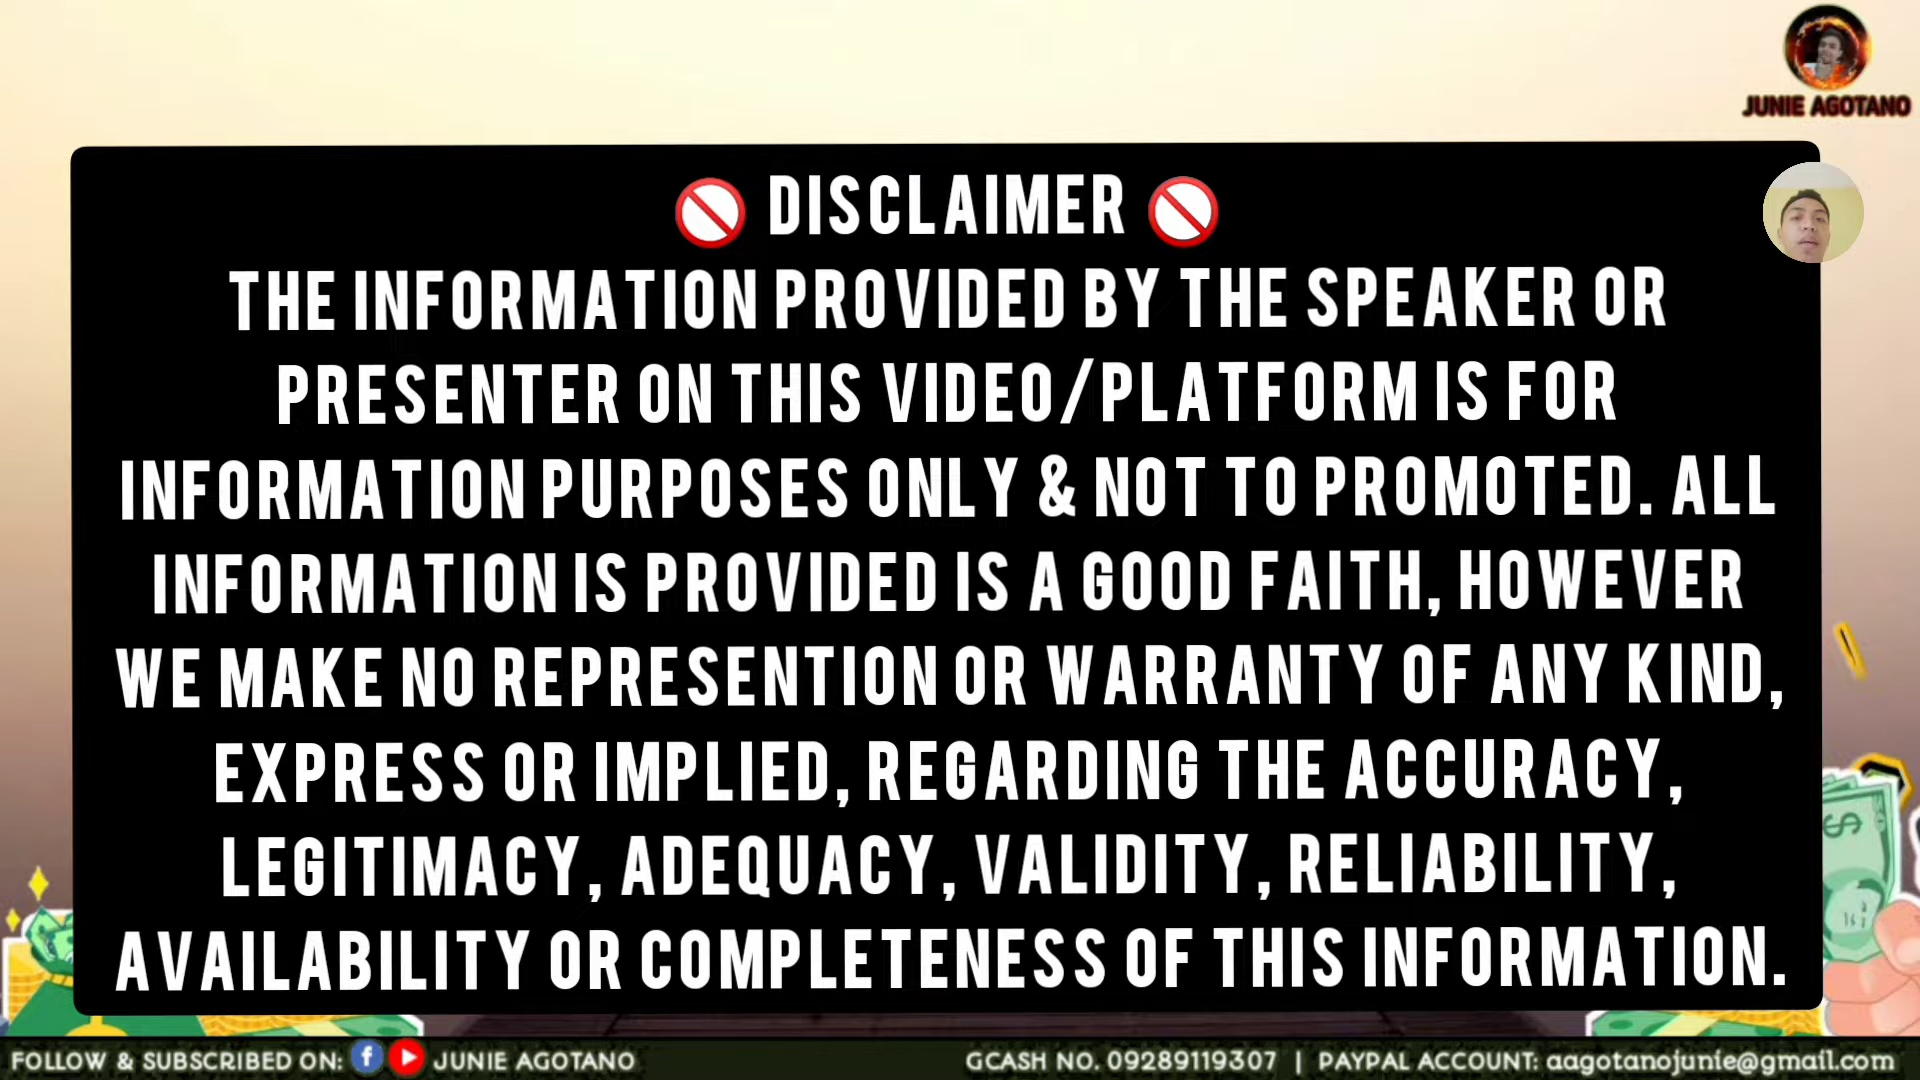 JUNIE AGOTANO
DISCLAIMER
THE INFORMATION PROVIDED BY THE SPEAKER OR
PRESENTER ON THIS VIDEO/PLATFORM IS FOR
INFORMATION PURPOSES ONLY & NOT TO PROMOTED. ALL
INFORMATION IS PROVIDED IS A GOOD FAITH, HOWEVER
WE MAKE NO REPRESENTION OR WARRANTY OF ANY KIND,
EXPRESS OR IMPLIED, REGARDING THE ACCURACY,
LEGITIMACY, ADEQUACY, VALIDITY, RELIABILITY,
AVAILABILITY OR COMPLETENESS OF THIS INFORMATION.
FOLLOW & SUBSCRIBED ON: JUNIE AGOTANO
GCASH NO. 09289119307 | PAYPAL ACCOUNT: aagotanojunie@gmail.com